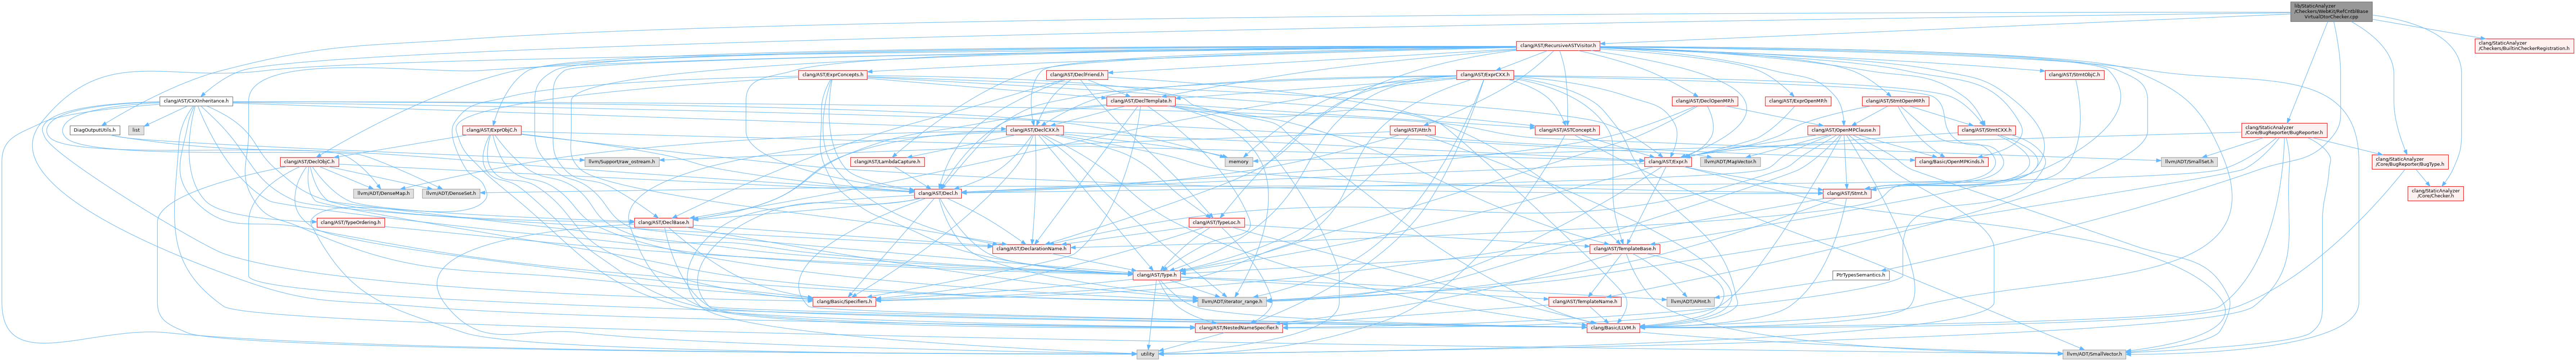 lib/StaticAnalyzer
/Checkers/WebKit/RefCntblBase
VirtualDtorChecker.cpp
clang/AST/RecursiveASTVisitor.h
clang/StaticAnalyzer
/Checkers/BuiltinCheckerRegistration.h
clang/AST/ExprConcepts.h
clang/AST/DeclFriend.h
clang/AST/ExprCXX.h
clang/AST/StmtObjC.h
clang/AST/CXXInheritance.h
clang/AST/DeclTemplate.h
clang/AST/DeclOpenMP.h
clang/AST/ExprOpenMP.h
clang/AST/StmtOpenMP.h
DiagOutputUtils.h
list
clang/AST/ExprObjC.h
clang/AST/DeclCXX.h
clang/AST/Attr.h
clang/AST/ASTConcept.h
clang/AST/OpenMPClause.h
clang/AST/StmtCXX.h
clang/StaticAnalyzer
/Core/BugReporter/BugReporter.h
clang/AST/DeclObjC.h
llvm/Support/raw_ostream.h
clang/AST/LambdaCapture.h
memory
clang/AST/Expr.h
llvm/ADT/MapVector.h
clang/Basic/OpenMPKinds.h
llvm/ADT/SmallSet.h
clang/StaticAnalyzer
/Core/BugReporter/BugType.h
llvm/ADT/DenseMap.h
llvm/ADT/DenseSet.h
clang/AST/Decl.h
clang/AST/Stmt.h
clang/StaticAnalyzer
/Core/Checker.h
clang/AST/TypeOrdering.h
clang/AST/DeclBase.h
clang/AST/TypeLoc.h
clang/AST/DeclarationName.h
clang/AST/TemplateBase.h
clang/AST/Type.h
PtrTypesSemantics.h
clang/Basic/Specifiers.h
llvm/ADT/iterator_range.h
clang/AST/TemplateName.h
llvm/ADT/APInt.h
clang/AST/NestedNameSpecifier.h
clang/Basic/LLVM.h
utility
llvm/ADT/SmallVector.h